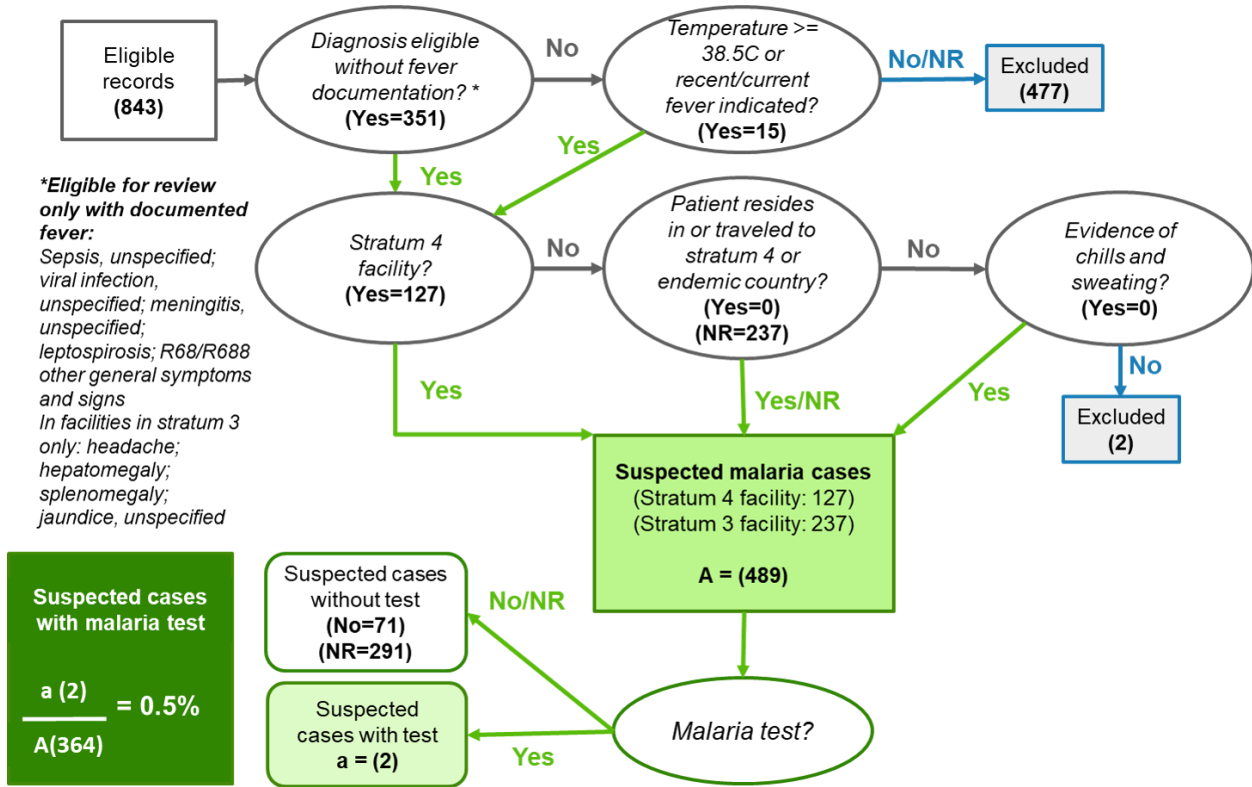 Eligible
records
(843)
Diagnosis eligible
without fever
documentation? *
(Yes=351)
No
Temperature >=
38.5C or
recent/current
fever indicated?
(Yes=15)
No/NR
Excluded
(477)
Yes
Yes
*Eligible for review
only with documented
fever:
Sepsis, unspecified;
viral infection,
unspecified; meningitis,
unspecified;
leptospirosis; R68/R688
other general symptoms
and signs
In facilities in stratum 3
only: headache;
hepatomegaly;
splenomegaly;
jaundice, unspecified
Stratum 4
facility?
(Yes=127)
No
Patient resides
in or traveled to
stratum 4 or
endemic country?
(Yes=0)
(NR=237)
No
Evidence of
chills and
sweating?
(Yes=0)
Yes
Yes/NR
Yes
No
Excluded
(2)
Suspected malaria cases
(Stratum 4 facility: 127)
(Stratum 3 facility: 237)
A = (489)
Suspected cases
with malaria test
a (2)
= 0.5%
A(364)
Suspected cases
without test
(No=71)
(NR=291)
No/NR
Suspected
cases with test
a = (2)
Yes
Malaria test?